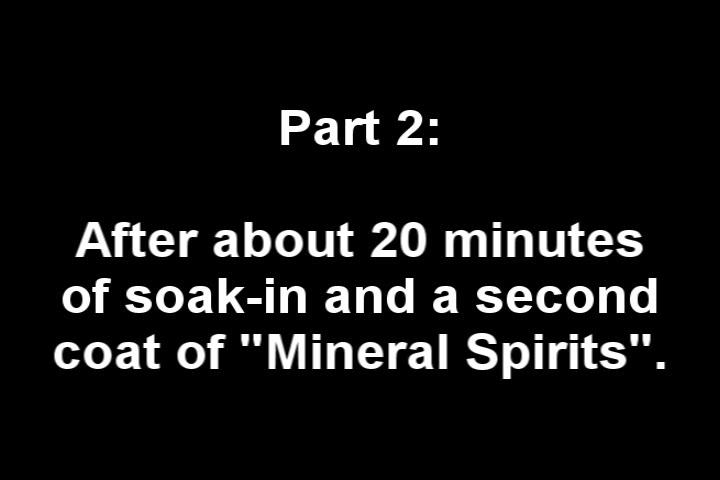 Part 2:
After about 20 minutes
of soak-in and a second
coat of "Mineral Spirits".